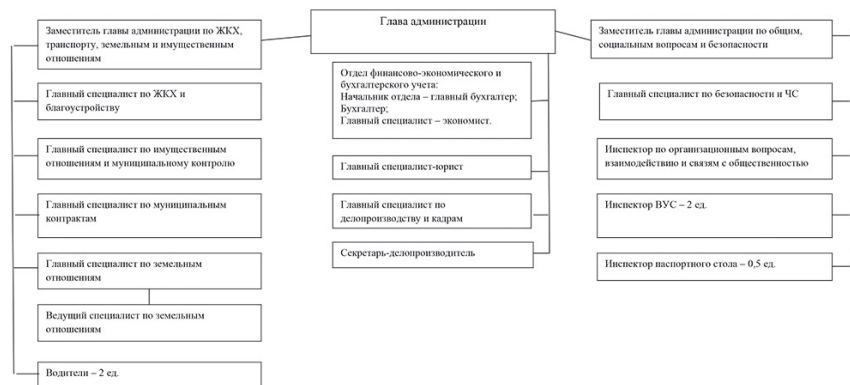 Глава администрации
Заместитель главы администрации по ЖКХ,
транспорту, земельным и имущественным
отношениям
Главный специалист по ЖКХ и
благоустройству
Главный специалист по имущественным
отношениям и муниципальному контролю
Главный специалист по муниципальным
контрактам
Главный специалист по земельным
отношениям
Ведущий специалист по земельным
отношениям
Водители – 2 ед.
Отдел финансово-экономического и
бухгалтерского учета:
Начальник отдела – главный бухгалтер;
Бухгалтер;
Главный специалист – экономист.
Главный специалист-юрист
Главный специалист по
делопроизводству и кадрам
Секретарь-делопроизводитель
Заместитель главы администрации по общим,
социальным вопросам и безопасности
Главный специалист по безопасности и ЧС
Инспектор по организационным вопросам,
взаимодействию и связям с общественностью
Инспектор ВУС – 2 ед.
Инспектор паспортного стола – 0,5 ед.